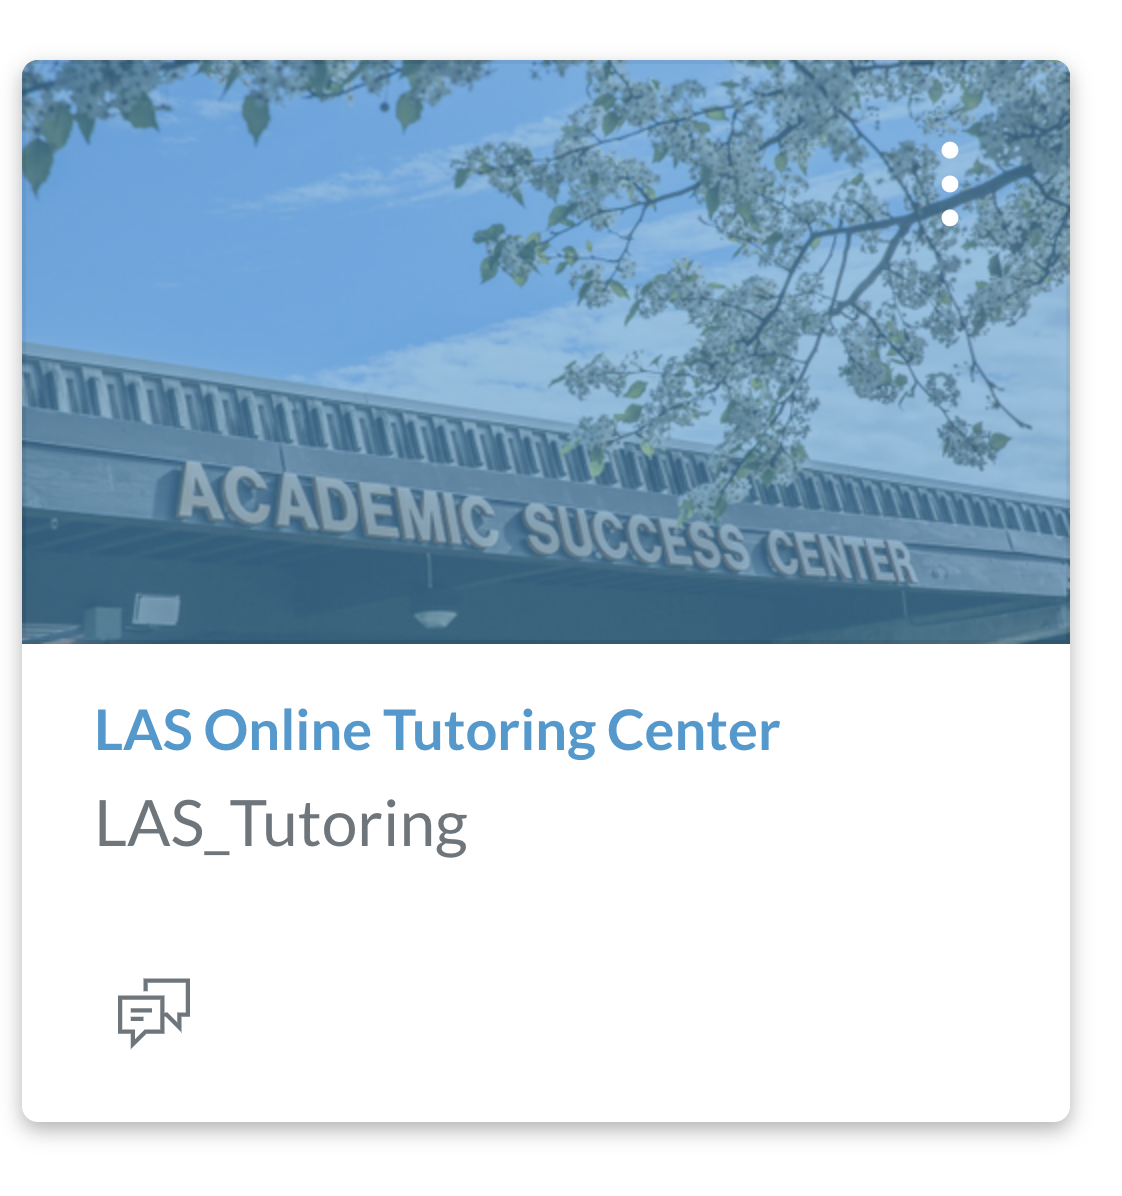 ACADEMIC SUCCESS CENTER
LAS Online Tutoring Center
LAS_Tutoring